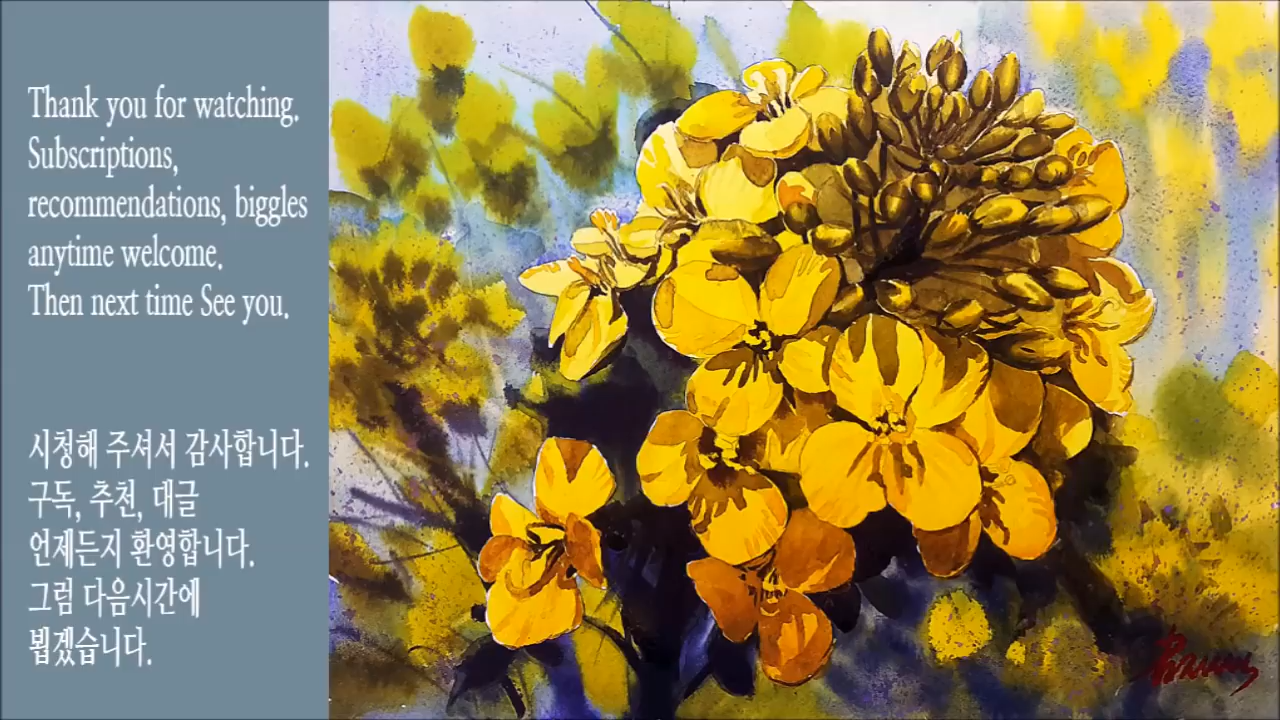 Thank you for watching.
Subscriptions,
recommendations, biggles
anytime welcome.
Then next time See you.
시청해 주셔서 감사합니다.
구독, 추천, 대글
언제든지 환영합니다.
그럼 다음시간에
뵙겠습니다.